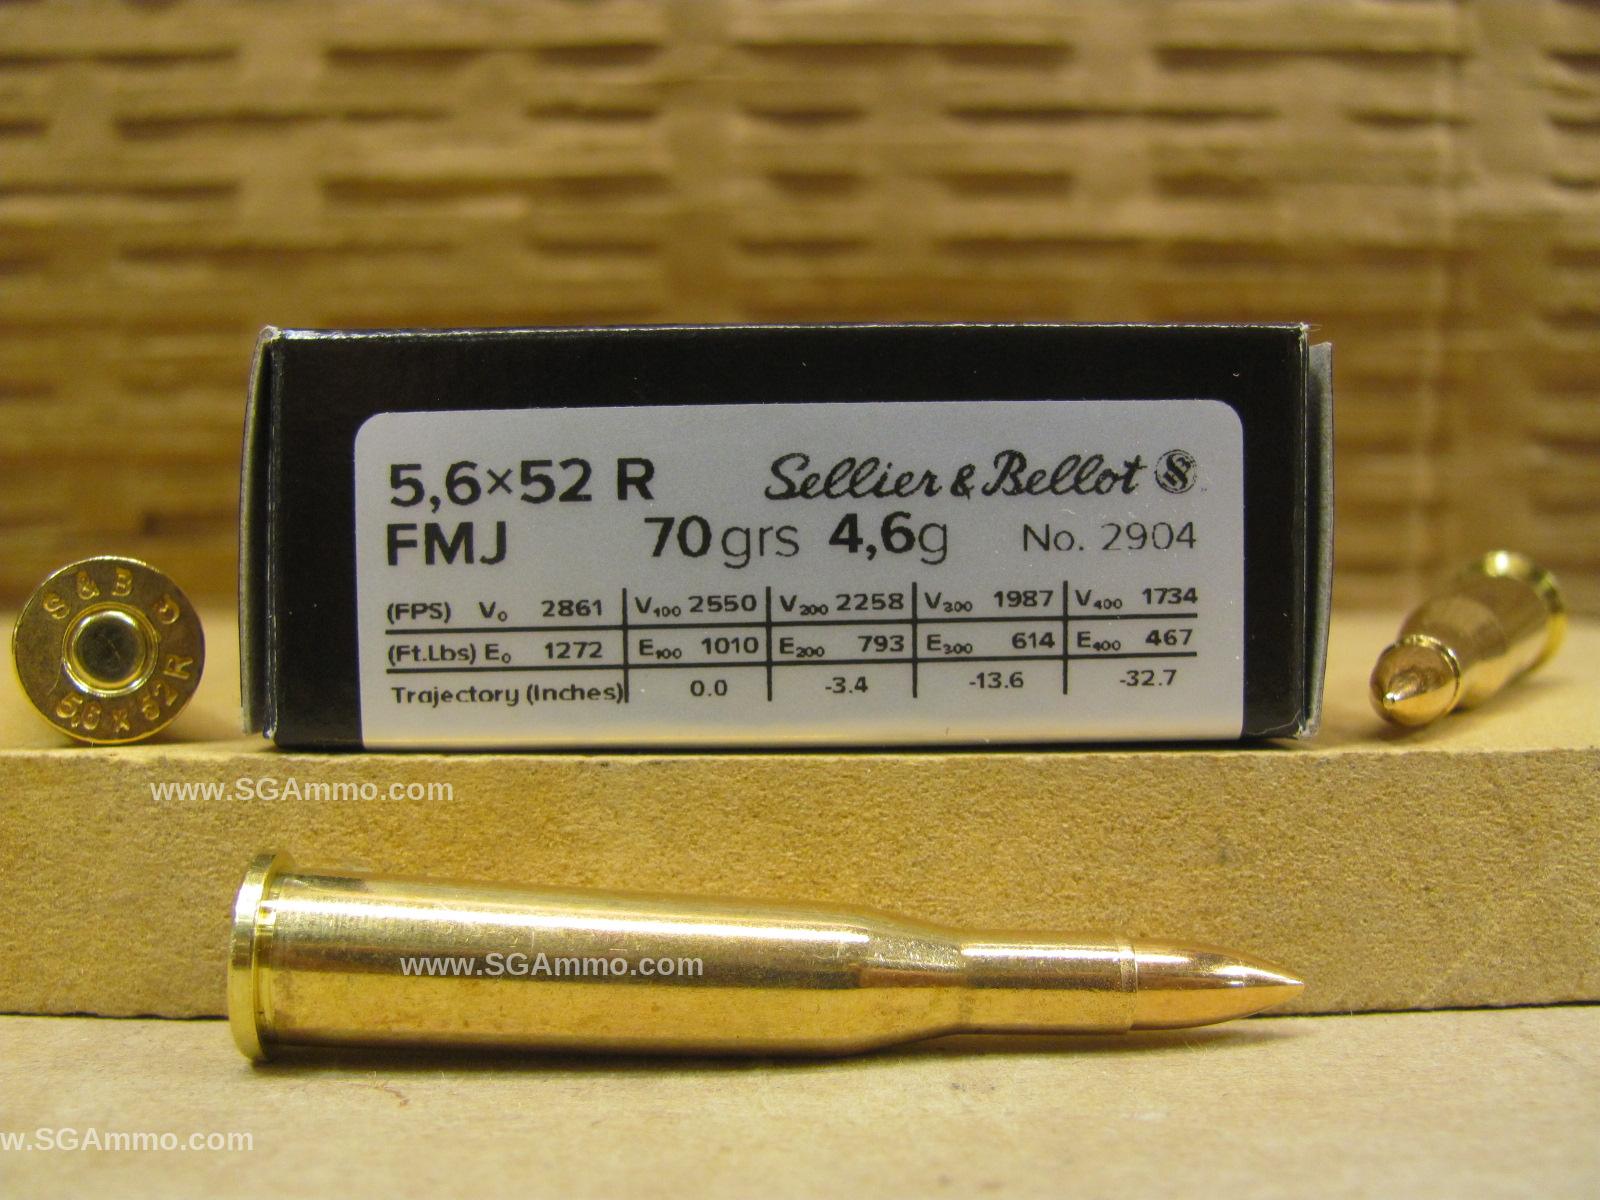 5,6×52 R Sellier & Bellot
FMJ 70 grs 4,6g No. 2904
(FPS) V₀ 2861 V₁₀₀ 2550 V₂₀₀ 2258 V₃₀₀ 1987 V₄₀₀ 1734
(Ft.Lbs) E₀ 1272 E₁₀₀ 1010 E₂₀₀ 793 E₃₀₀ 614 E₄₀₀ 467
Trajectory (Inches) 0.0 -3.4 -13.6 -32.7
S & B
5,6 x 52 R
www.SGAmmo.com
www.SGAmmo.com
w.SGAmmo.com